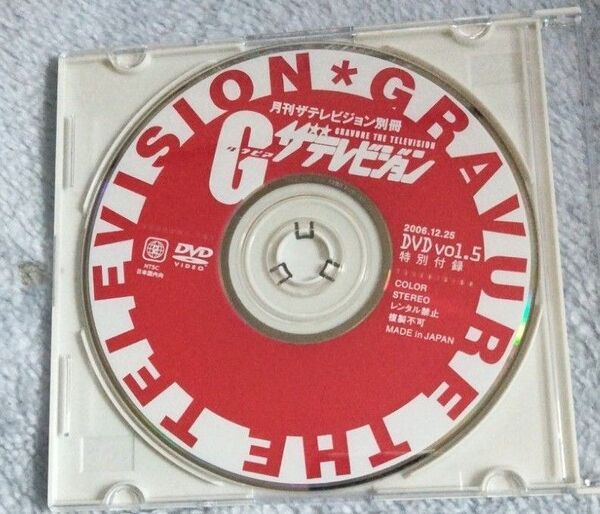 GRAVURE THE TELEVISION *
月刊ザテレビジョン別冊
GRAVURE THE TELEVISION
Gザテレビジョン
グラビア
2006.12.25
DVD vol.5
特別付録
NTSC
日本国内向
DVD
VIDEO
COLOR
STEREO
レンタル禁止
複製不可
MADE in JAPAN